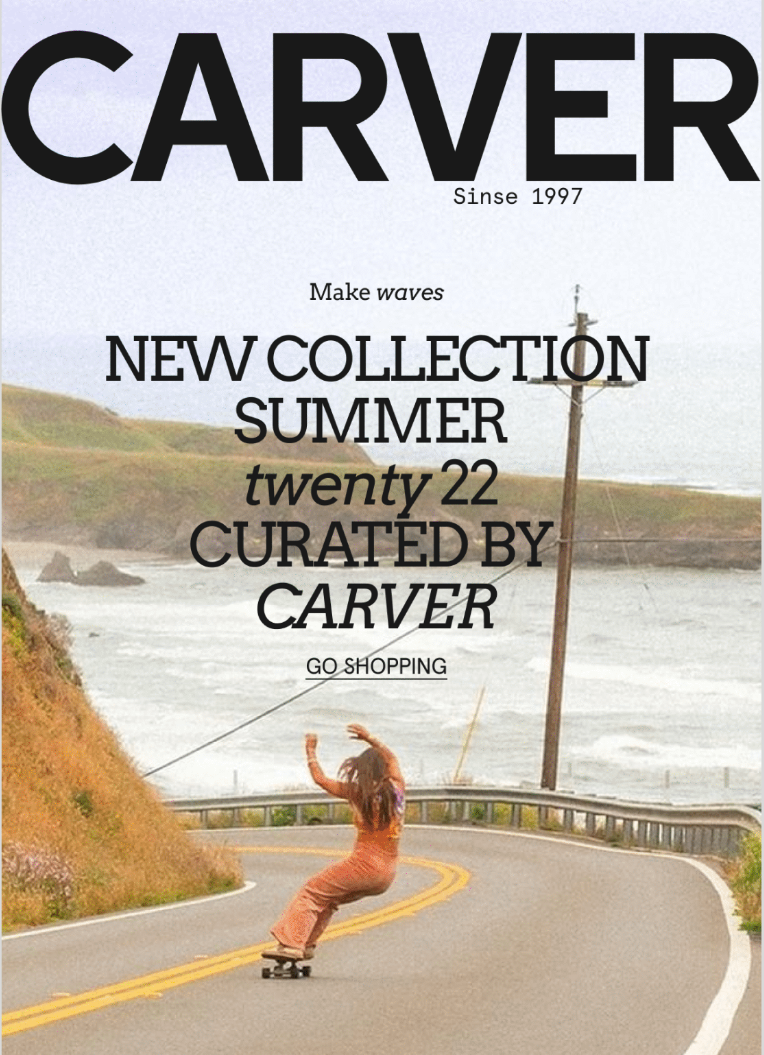 CARVER
Sinse 1997
Make waves
NEW COLLECTION
SUMMER
twenty 22
CURATED BY
CARVER
GO SHOPPING